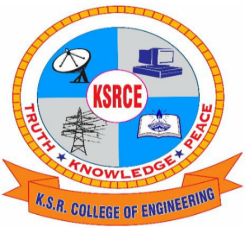 KSRCE
TRUTH ★ KNOWLEDGE ★ PEACE
K.S.R. COLLEGE OF ENGINEERING